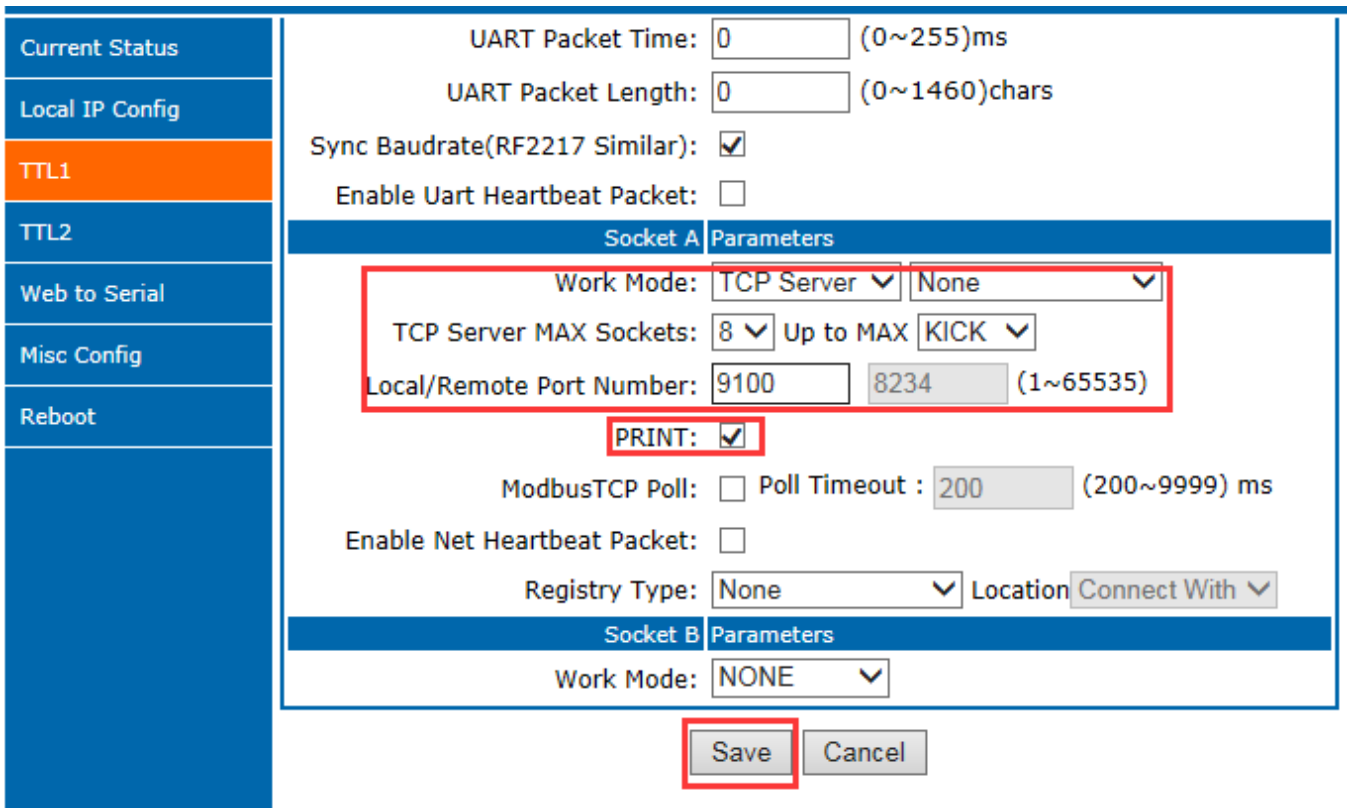 Current Status
Local IP Config
TTL1
TTL2
Web to Serial
Misc Config
Reboot
UART Packet Time: 0 (0~255)ms
UART Packet Length: 0 (0~1460)chars
Sync Baudrate(RF2217 Similar):
Enable Uart Heartbeat Packet:
Socket A Parameters
Work Mode: TCP Server None
TCP Server MAX Sockets: 8 Up to MAX KICK
Local/Remote Port Number: 9100 8234 (1~65535)
PRINT:
ModbusTCP Poll: Poll Timeout : 200 (200~9999) ms
Enable Net Heartbeat Packet:
Registry Type: None Location Connect With
Socket B Parameters
Work Mode: NONE
Save Cancel